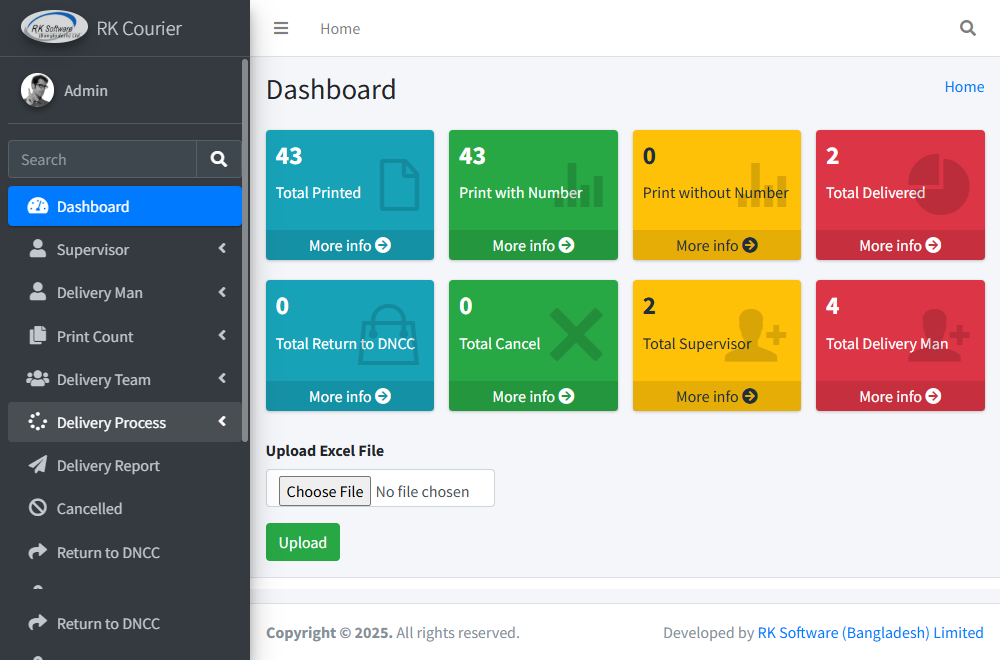 RK Software
(Bangladesh) Ltd
RK Courier
Home
Admin
Search
Dashboard
Supervisor
Delivery Man
Print Count
Delivery Team
Delivery Process
Delivery Report
Cancelled
Return to DNCC
Return to DNCC
Dashboard
Home
43
Total Printed
More info
43
Print with Number
More info
0
Print without Number
More info
2
Total Delivered
More info
0
Total Return to DNCC
More info
0
Total Cancel
More info
2
Total Supervisor
More info
4
Total Delivery Man
More info
Upload Excel File
Choose File No file chosen
Upload
Copyright © 2025. All rights reserved.
Developed by RK Software (Bangladesh) Limited